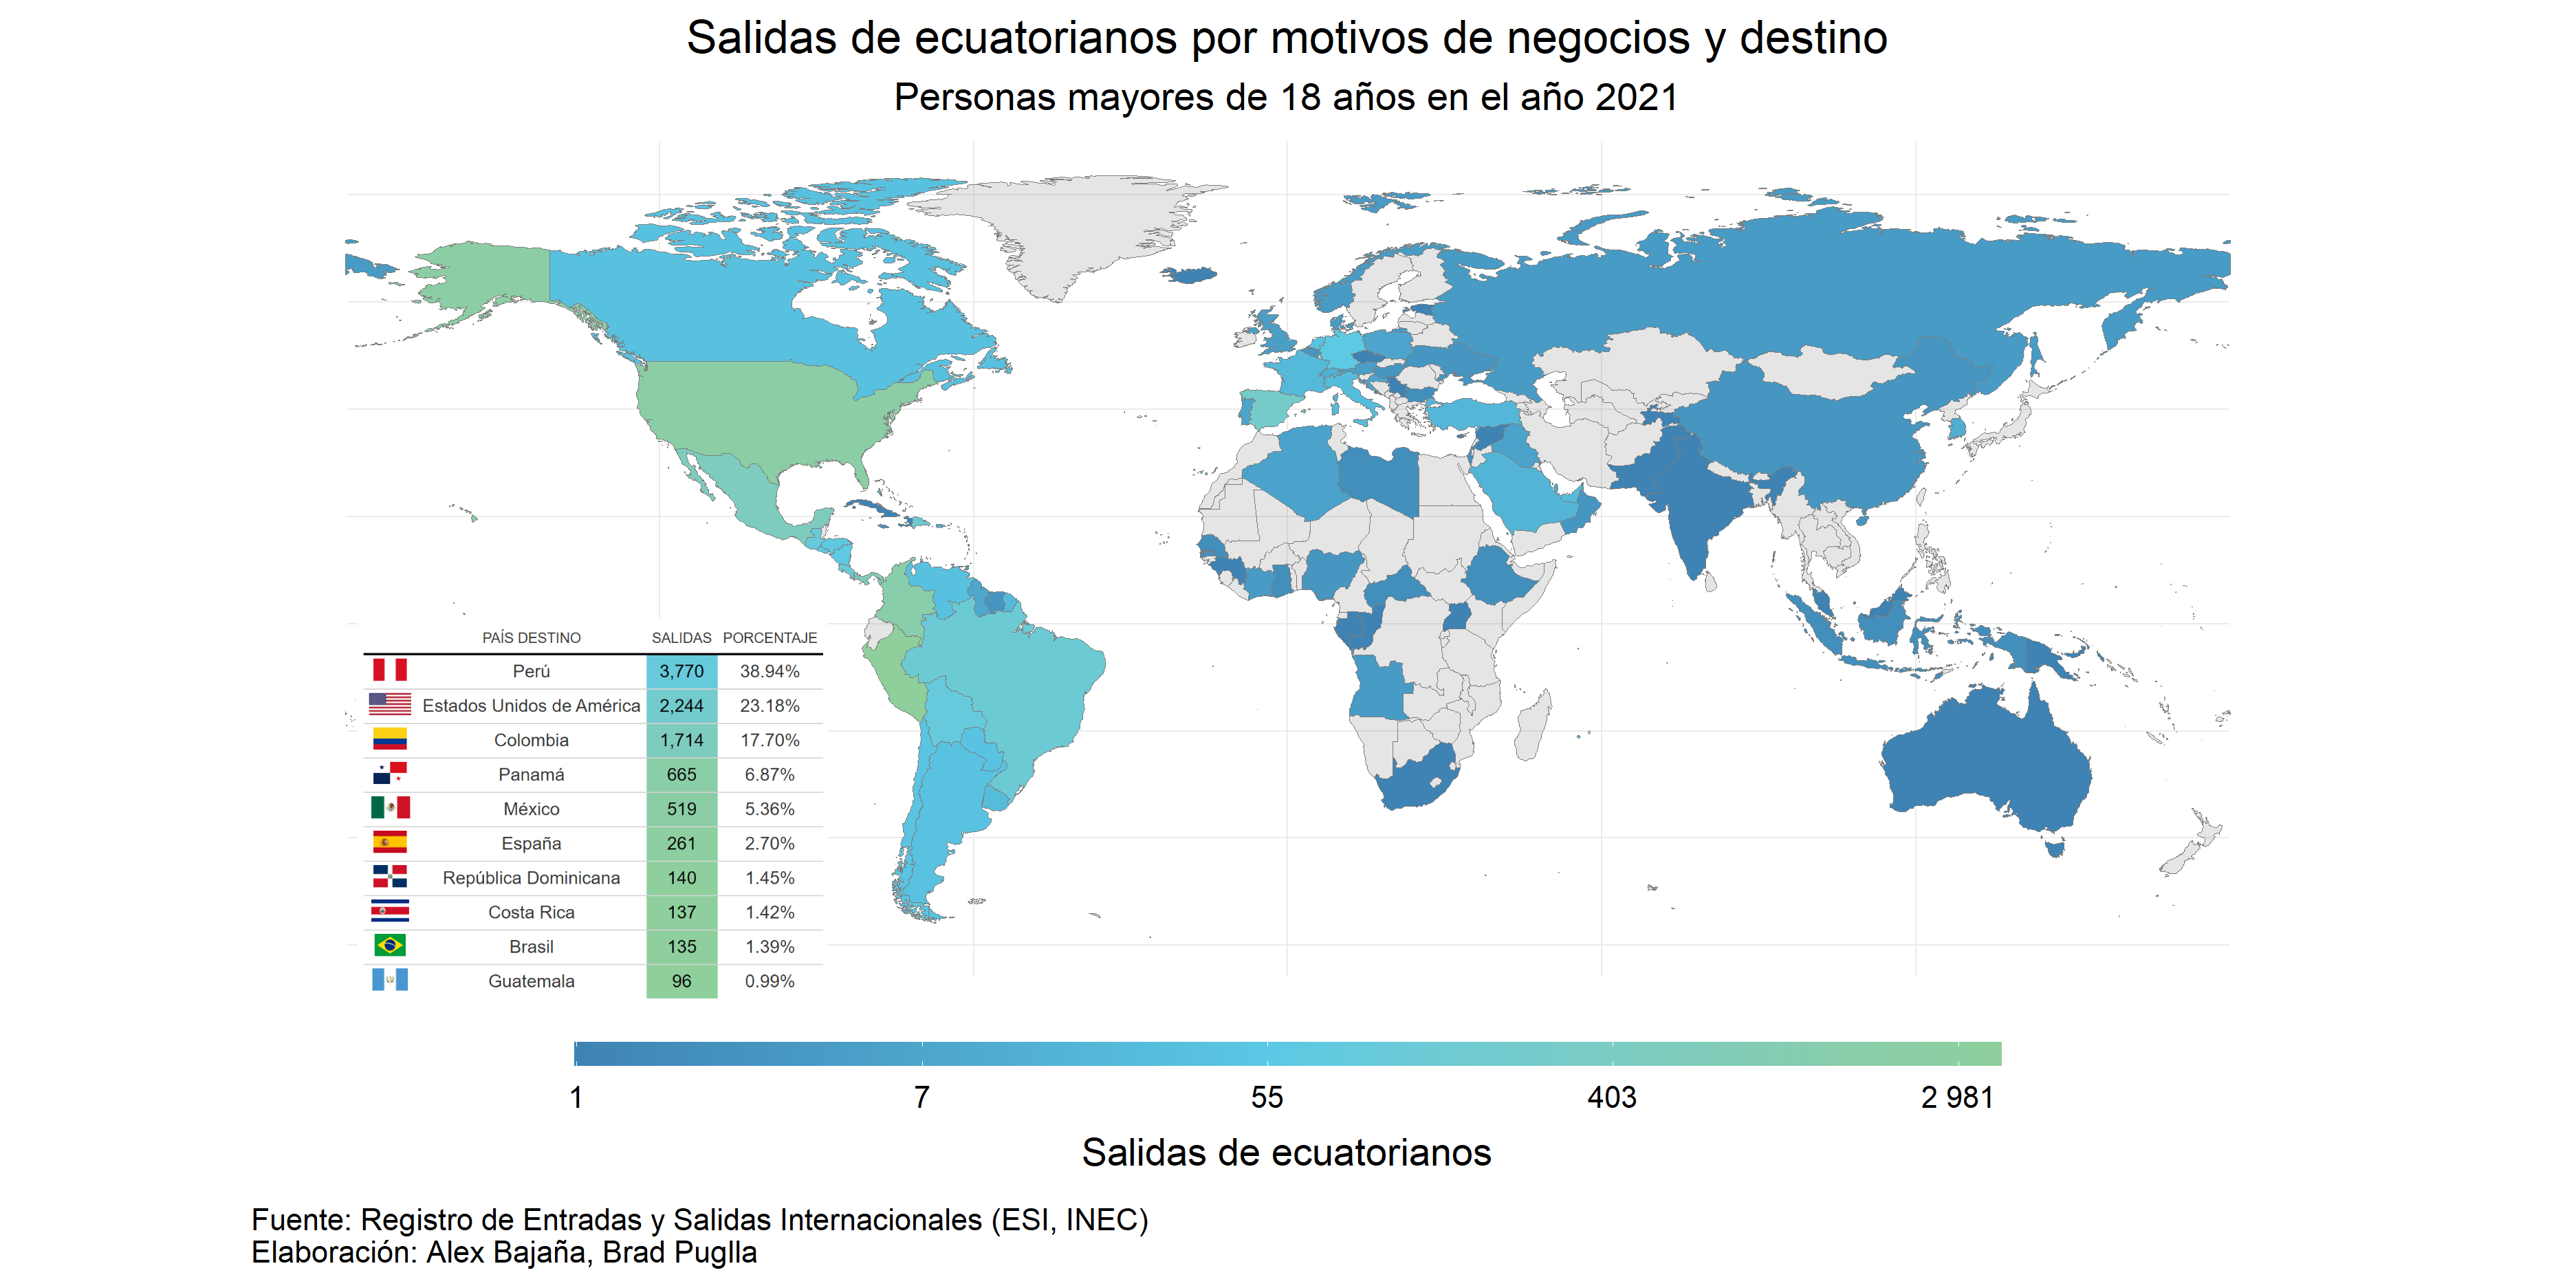 Salidas de ecuatorianos por motivos de negocios y destino
Personas mayores de 18 años en el año 2021
PAÍS DESTINO SALIDAS PORCENTAJE
Perú 3,770 38.94%
Estados Unidos de América 2,244 23.18%
Colombia 1,714 17.70%
Panamá 665 6.87%
México 519 5.36%
España 261 2.70%
República Dominicana 140 1.45%
Costa Rica 137 1.42%
Brasil 135 1.39%
Guatemala 96 0.99%
1 7 55 403 2 981
Salidas de ecuatorianos
Fuente: Registro de Entradas y Salidas Internacionales (ESI, INEC)
Elaboración: Alex Bajaña, Brad Puglla